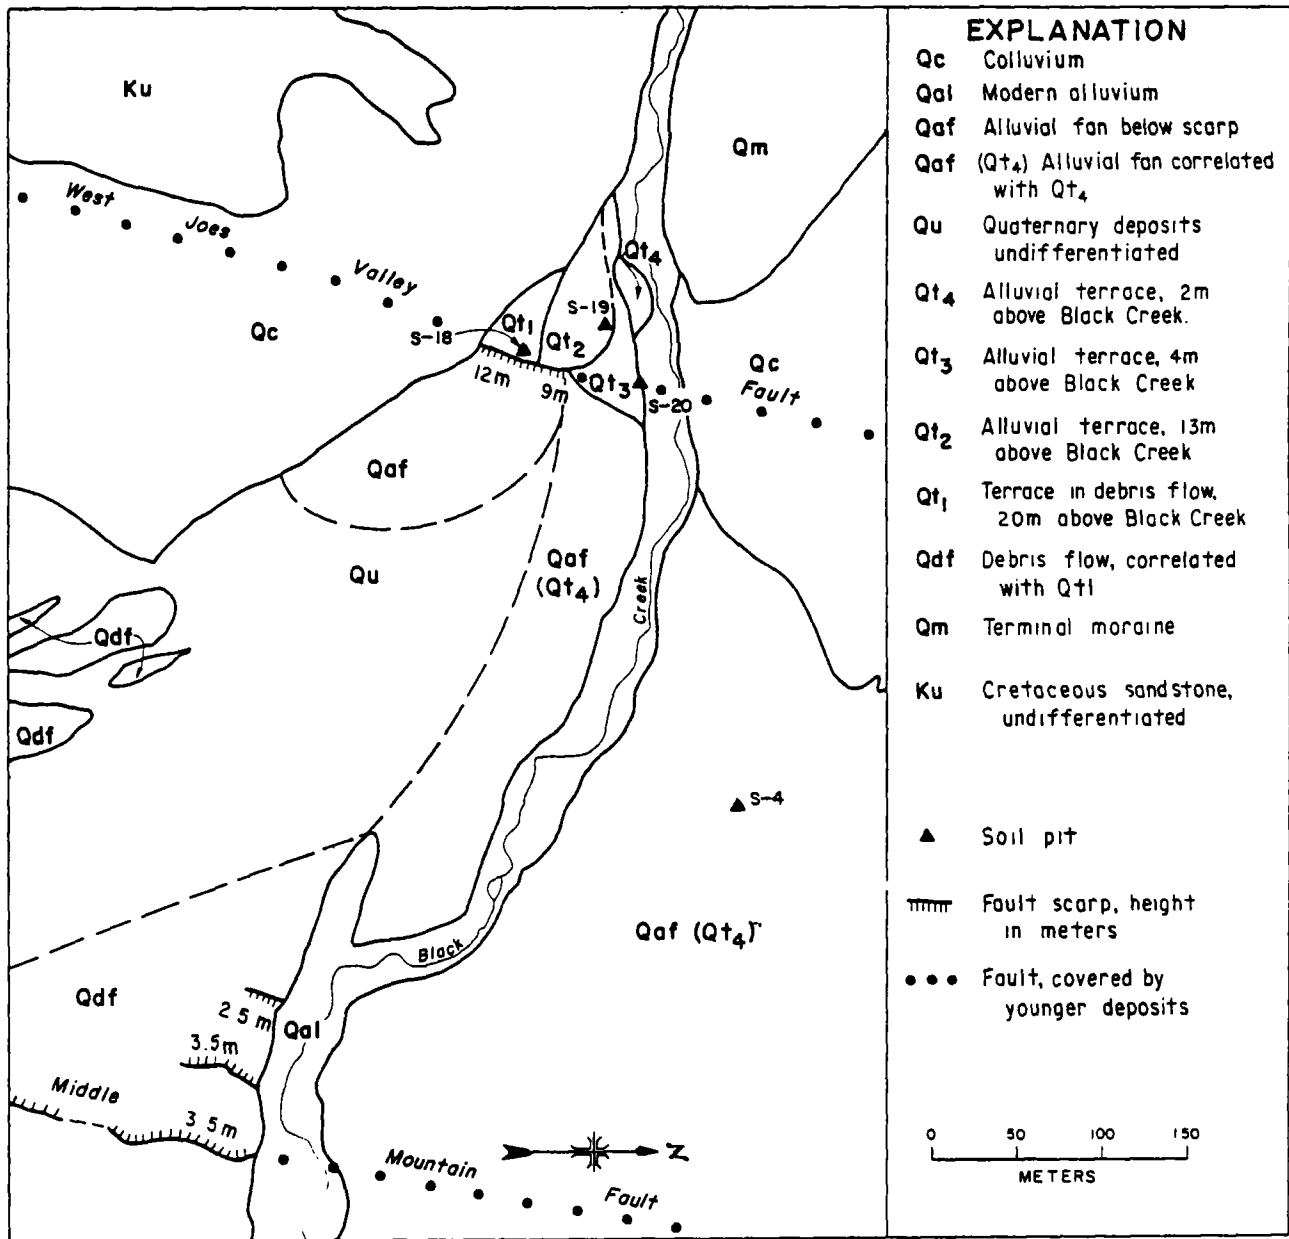 EXPLANATION
Qc Colluvium
Qal Modern alluvium
Qaf Alluvial fan below scarp
Qaf (Qt4) Alluvial fan correlated
with Qt4
Qu Quaternary deposits
undifferentiated
Qt4 Alluvial terrace, 2m
above Black Creek.
Qt3 Alluvial terrace, 4m
above Black Creek
Qt2 Alluvial terrace, 13m
above Black Creek
Qt1 Terrace in debris flow,
20m above Black Creek
Qdf Debris flow, correlated
with Qt1
Qm Terminal moraine
Ku Cretaceous sandstone,
undifferentiated
Soil pit
Fault scarp, height
in meters
Fault, covered by
younger deposits
0 50 100 150
METERS
Ku
Qm
West
Joes
Valley
Qt4
S-19
S-18
Qt1
Qt2
Qc
Qc
12m
9m
Qt3
Fault
S-20
Qaf
Qu
Qaf
(Qt4)
Creek
Qdf
Qdf
S-4
Black
Qaf (Qt4)
Qdf
2 5 m
Qal
3.5m
Middle
3 5m
N
Mountain
Fault